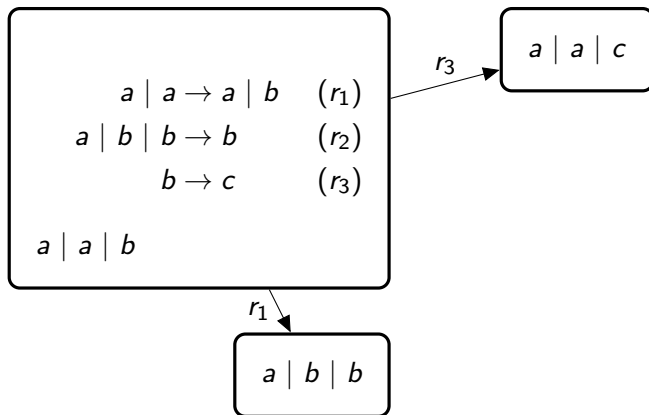 a | a | c
r₃
a | a → a | b (r₁)
a | b | b → b (r₂)
b → c (r₃)
a | a | b
r₁
a | b | b